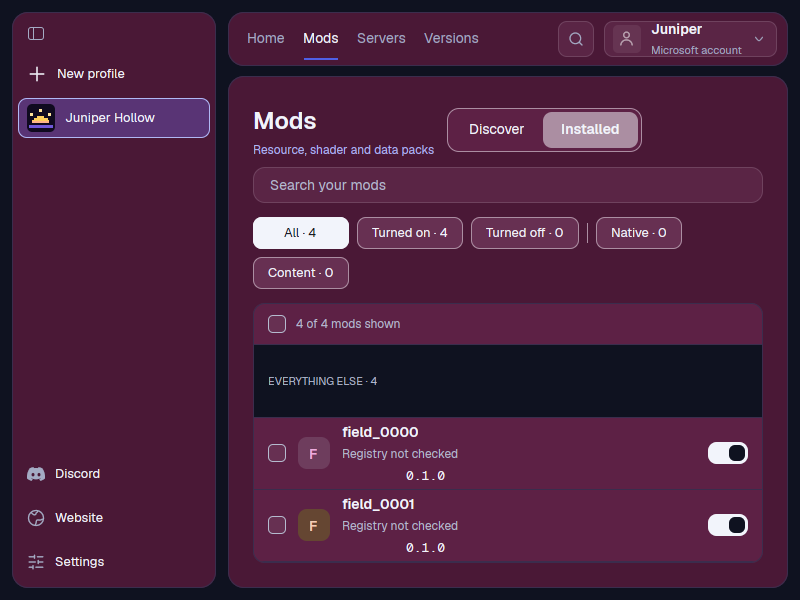 New profile
Juniper Hollow
Discord
Website
Settings
Home Mods Servers Versions
Juniper
Microsoft account
Mods
Resource, shader and data packs
Discover Installed
Search your mods
All · 4 Turned on · 4 Turned off · 0 Native · 0
Content · 0
4 of 4 mods shown
EVERYTHING ELSE · 4
F
field_0000
Registry not checked
0.1.0
F
field_0001
Registry not checked
0.1.0